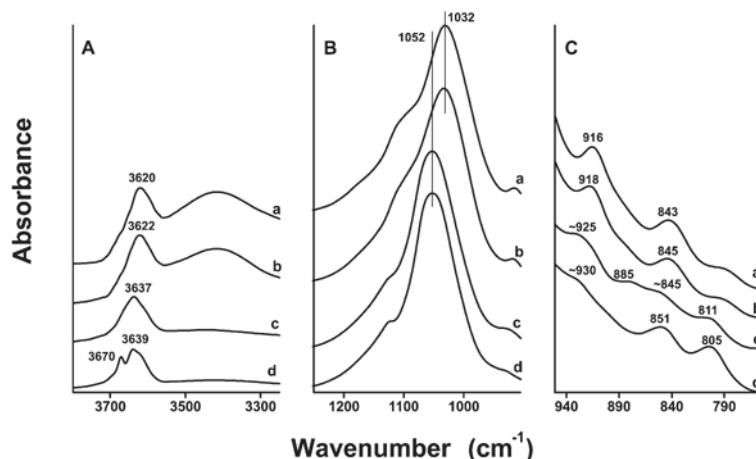 A
3620
a
3622
b
3637
c
3670
3639
d
B
1052
1032
a
b
c
d
C
916
a
918
843
b
~925
845
c
~930
885
~845
811
d
851
805
3700 3500 3300
1200 1100 1000
940 890 840 790
Absorbance
Wavenumber (cm-1)